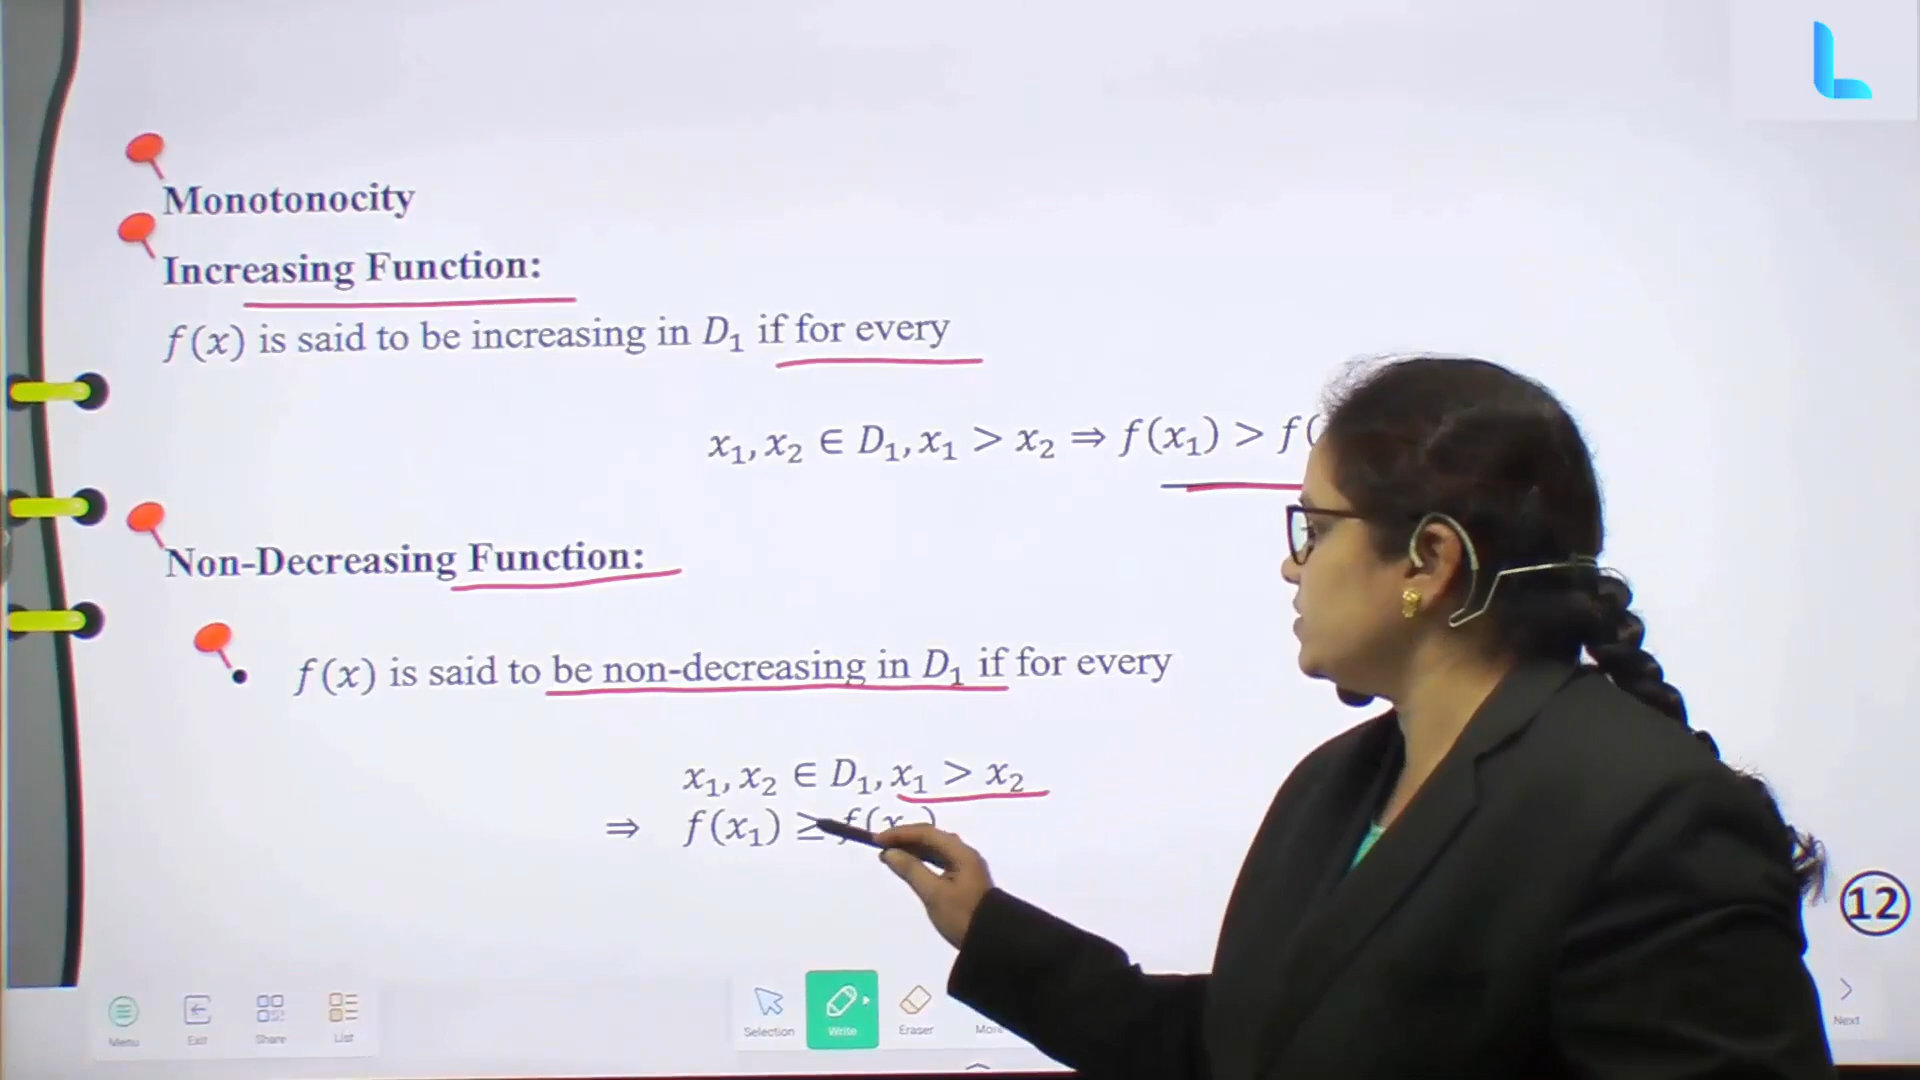 Monotonocity
Increasing Function:
f(x) is said to be increasing in D₁ if for every
x₁, x₂ ∈ D₁, x₁ > x₂ ⇒ f(x₁) > f(
Non-Decreasing Function:
• f(x) is said to be non-decreasing in D₁ if for every
x₁, x₂ ∈ D₁, x₁ > x₂
⇒ f(x₁) ≥ f(x
12
Menu Exit Share List Selection Write Eraser More Next